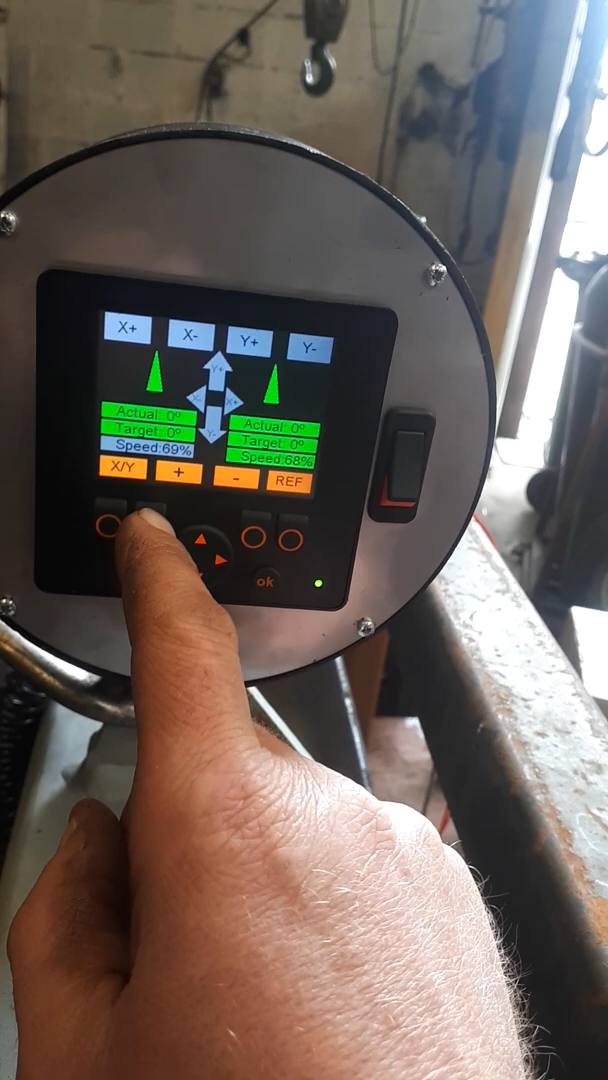 X+ X- Y+ Y-
Y+
X- X+
Y-
Actual: 0º
Target: 0º
Speed:69%
Actual: 0º
Target: 0º
Speed:68%
X/Y + - REF
ok